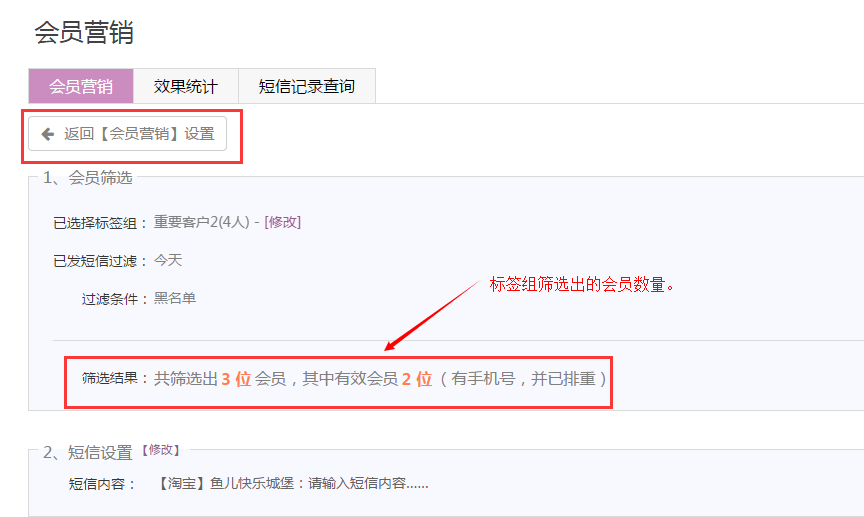 会员营销
会员营销 效果统计 短信记录查询
返回【会员营销】设置
1、会员筛选
已选择标签组： 重要客户2(4人) - [修改]
已发短信过滤： 今天
标签组筛选出的会员数量。
过滤条件： 黑名单
筛选结果： 共筛选出 3 位 会员，其中有效会员 2 位（ 有手机号，并已排重 ）
2、短信设置 【修改】
短信内容： 【淘宝】鱼儿快乐城堡：请输入短信内容......